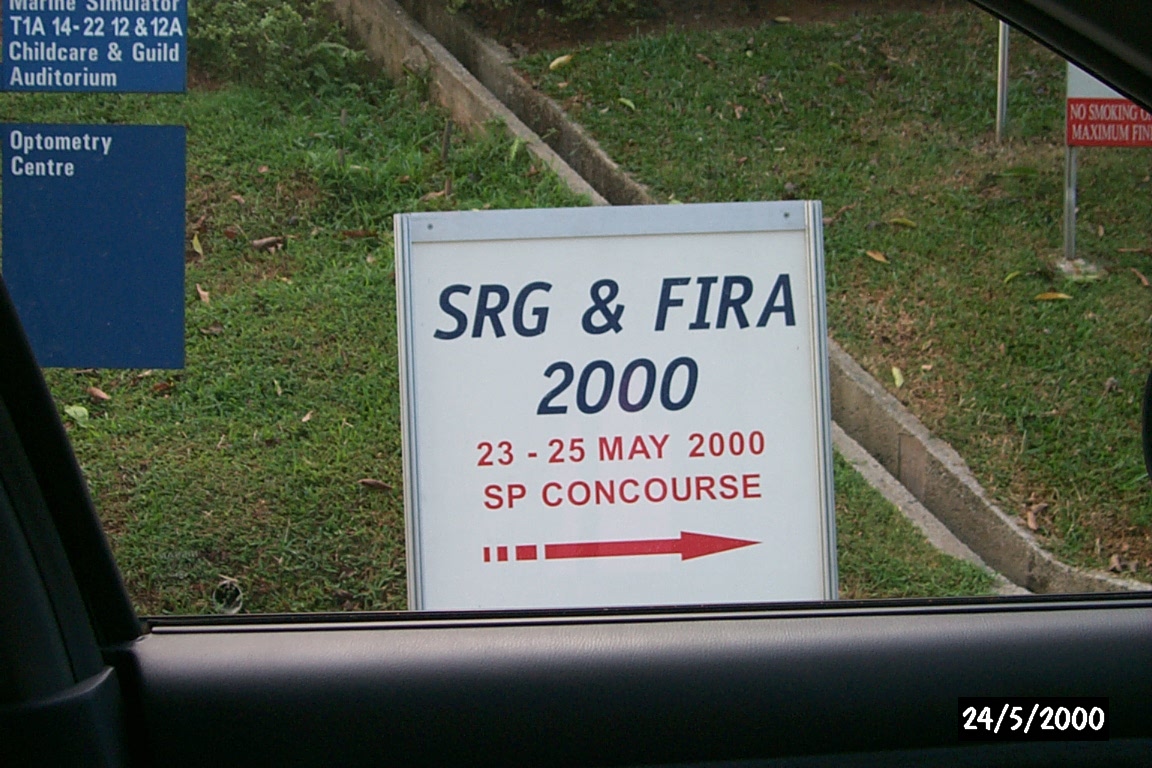 Marine Simulator
T1A 14-22 12 & 12A
Childcare & Guild
Auditorium
Optometry
Centre
NO SMOKING
MAXIMUM
SRG & FIRA
2000
23 - 25 MAY 2000
SP CONCOURSE
24/5/2000